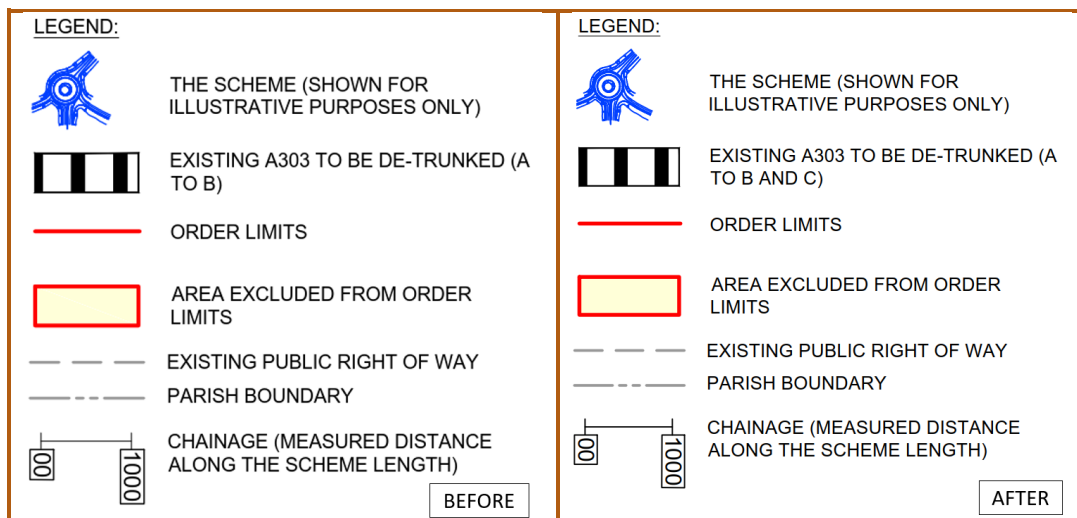 LEGEND:
THE SCHEME (SHOWN FOR
ILLUSTRATIVE PURPOSES ONLY)
EXISTING A303 TO BE DE-TRUNKED (A
TO B)
ORDER LIMITS
AREA EXCLUDED FROM ORDER
LIMITS
EXISTING PUBLIC RIGHT OF WAY
PARISH BOUNDARY
CHAINAGE (MEASURED DISTANCE
ALONG THE SCHEME LENGTH)
00
1000
BEFORE
LEGEND:
THE SCHEME (SHOWN FOR
ILLUSTRATIVE PURPOSES ONLY)
EXISTING A303 TO BE DE-TRUNKED (A
TO B AND C)
ORDER LIMITS
AREA EXCLUDED FROM ORDER
LIMITS
EXISTING PUBLIC RIGHT OF WAY
PARISH BOUNDARY
CHAINAGE (MEASURED DISTANCE
ALONG THE SCHEME LENGTH)
00
1000
AFTER